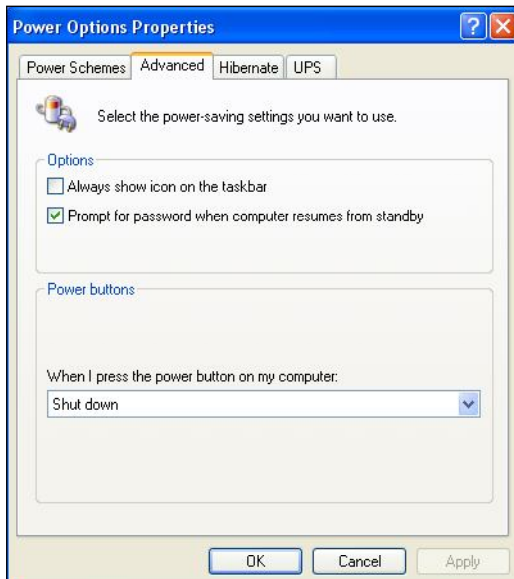 Power Options Properties
Power Schemes Advanced Hibernate UPS
Select the power-saving settings you want to use.
Options
Always show icon on the taskbar
Prompt for password when computer resumes from standby
Power buttons
When I press the power button on my computer:
Shut down
OK Cancel Apply